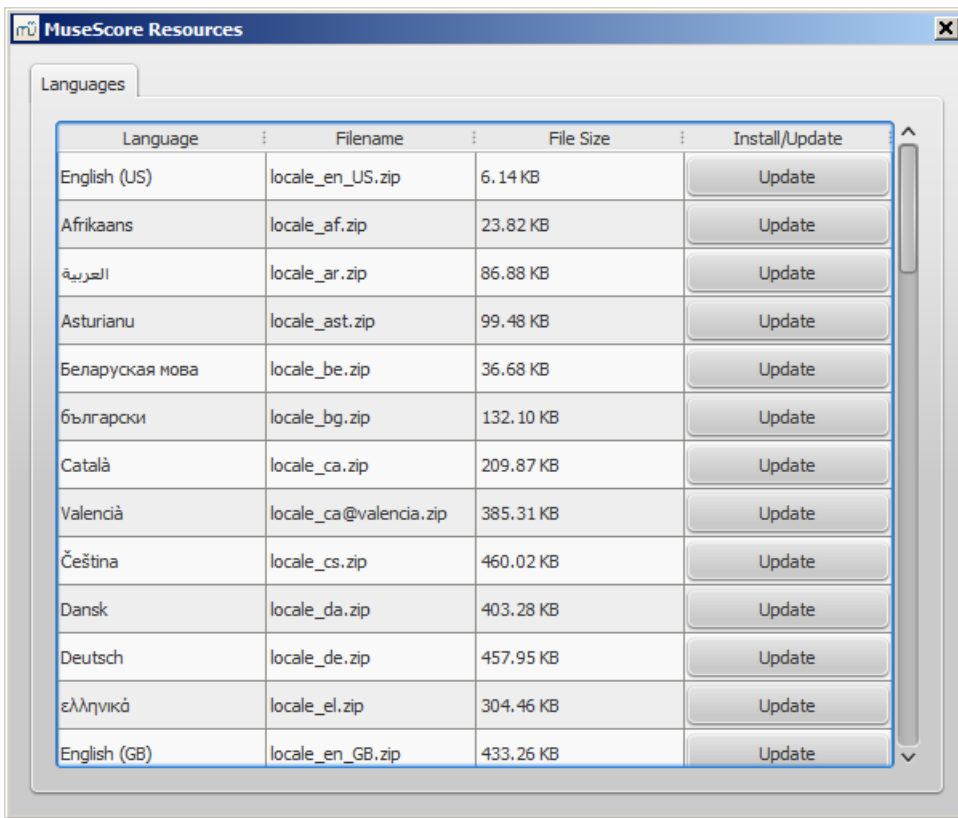 mü MuseScore Resources
Languages
Language Filename File Size Install/Update
English (US) locale_en_US.zip 6.14 KB Update
Afrikaans locale_af.zip 23.82 KB Update
العربية locale_ar.zip 86.88 KB Update
Asturianu locale_ast.zip 99.48 KB Update
Беларуская мова locale_be.zip 36.68 KB Update
български locale_bg.zip 132.10 KB Update
Català locale_ca.zip 209.87 KB Update
Valencià locale_ca@valencia.zip 385.31 KB Update
Čeština locale_cs.zip 460.02 KB Update
Dansk locale_da.zip 403.28 KB Update
Deutsch locale_de.zip 457.95 KB Update
ελληνικά locale_el.zip 304.46 KB Update
English (GB) locale_en_GB.zip 433.26 KB Update